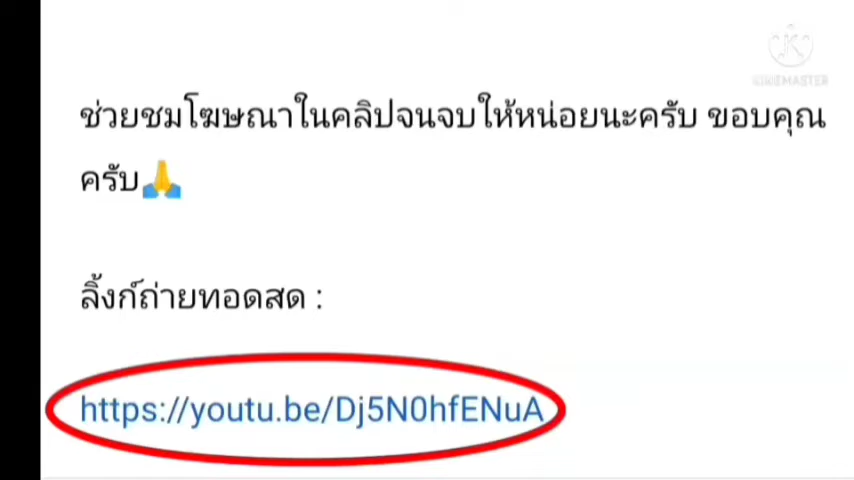 KINEMASTER
ช่วยชมโฆษณาในคลิปจนจบให้หน่อยนะครับ ขอบคุณ
ครับ🙏
ลิ้งก์ถ่ายทอดสด :
https://youtu.be/Dj5N0hfENuA